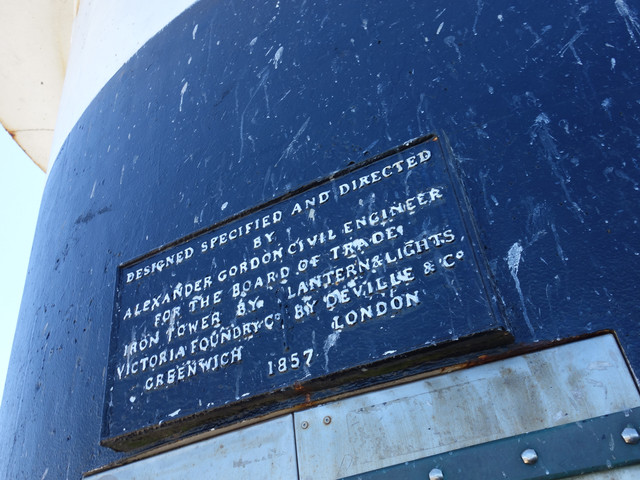 DESIGNED SPECIFIED AND DIRECTED
BY
ALEXANDER GORDON CIVIL ENGINEER
FOR THE BOARD OF TRADE
IRON TOWER BY LANTERN & LIGHTS
VICTORIA FOUNDRY Co BY DEVILLE & Co
GREENWICH 1857 LONDON